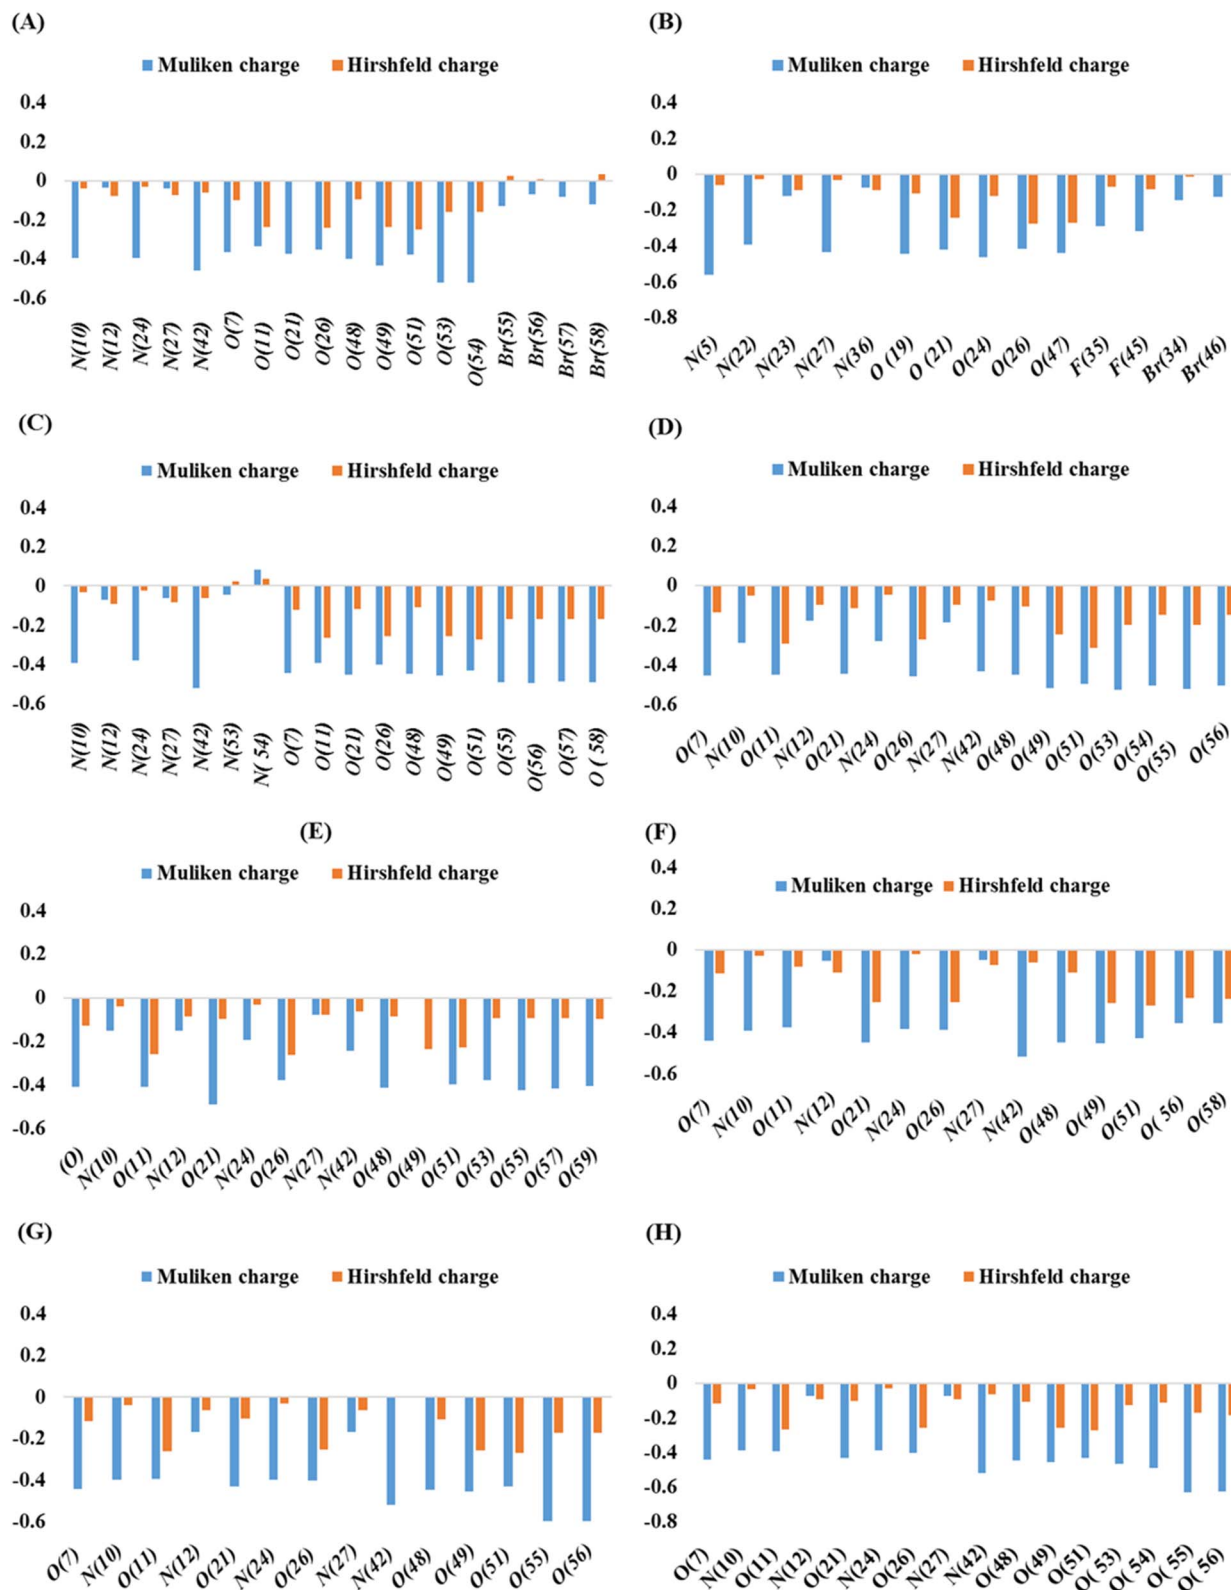 (A)
Muliken charge Hirshfeld charge
0.4
0.2
0
-0.2
-0.4
-0.6
N(10) N(12) N(24) N(27) N(42) O(7) O(11) O(21) O(26) O(48) O(49) O(51) O(53) O(54) Br(55) Br(56) Br(57) Br(58)
(B)
Muliken charge Hirshfeld charge
0.4
0.2
0
-0.2
-0.4
-0.6
-0.8
N(5) N(22) N(23) N(27) N(36) O (19) O (21) O(24) O(26) O(47) F(35) F(45) Br(34) Br(46)
(C)
Muliken charge Hirshfeld charge
0.4
0.2
0
-0.2
-0.4
-0.6
N(10) N(12) N(24) N(27) N(42) N(53) N( 54) O(7) O(11) O(21) O(26) O(48) O(49) O(51) O(55) O(56) O(57) O ( 58)
(D)
Muliken charge Hirshfeld charge
0.4
0.2
0
-0.2
-0.4
-0.6
O(7) N(10) O(11) N(12) O(21) N(24) O(26) N(27) N(42) O(48) O(49) O(51) O(53) O(54) O(55) O(56)
(E)
Muliken charge Hirshfeld charge
0.4
0.2
0
-0.2
-0.4
-0.6
(O) N(10) O(11) N(12) O(21) N(24) O(26) N(27) N(42) O(48) O(49) O(51) O(53) O(55) O(57) O(59)
(F)
Muliken charge Hirshfeld charge
0.4
0.2
0
-0.2
-0.4
-0.6
O(7) N(10) O(11) N(12) O(21) N(24) O(26) N(27) N(42) O(48) O(49) O(51) O( 56) O(58)
(G)
Muliken charge Hirshfeld charge
0.4
0.2
0
-0.2
-0.4
-0.6
O(7) N(10) O(11) N(12) O(21) N(24) O(26) N(27) N(42) O(48) O(49) O(51) O(55) O(56)
(H)
Muliken charge Hirshfeld charge
0.4
0.2
0
-0.2
-0.4
-0.6
-0.8
O(7) N(10) O(11) N(12) O(21) N(24) O(26) N(27) N(42) O(48) O(49) O(51) O( 53) O( 54) O( 55) O( 56)